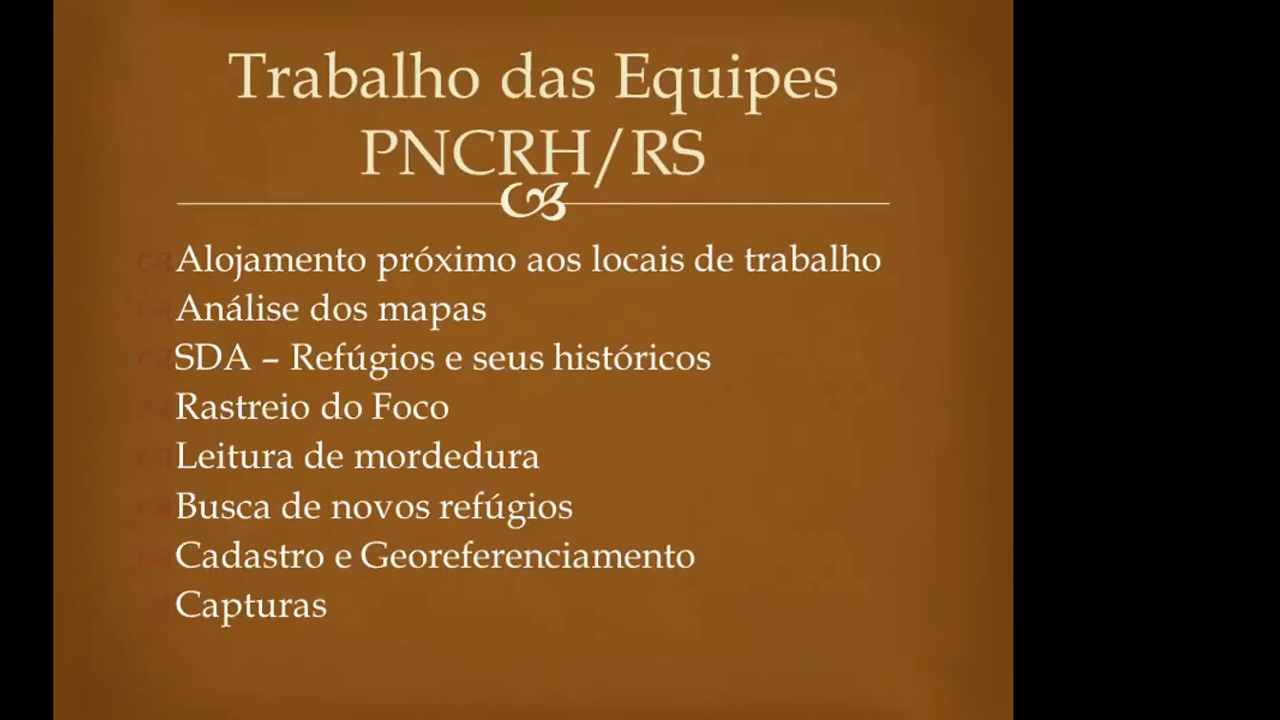 Trabalho das Equipes
PNCRH/RS
Alojamento próximo aos locais de trabalho
Análise dos mapas
SDA – Refúgios e seus históricos
Rastreio do Foco
Leitura de mordedura
Busca de novos refúgios
Cadastro e Georeferenciamento
Capturas